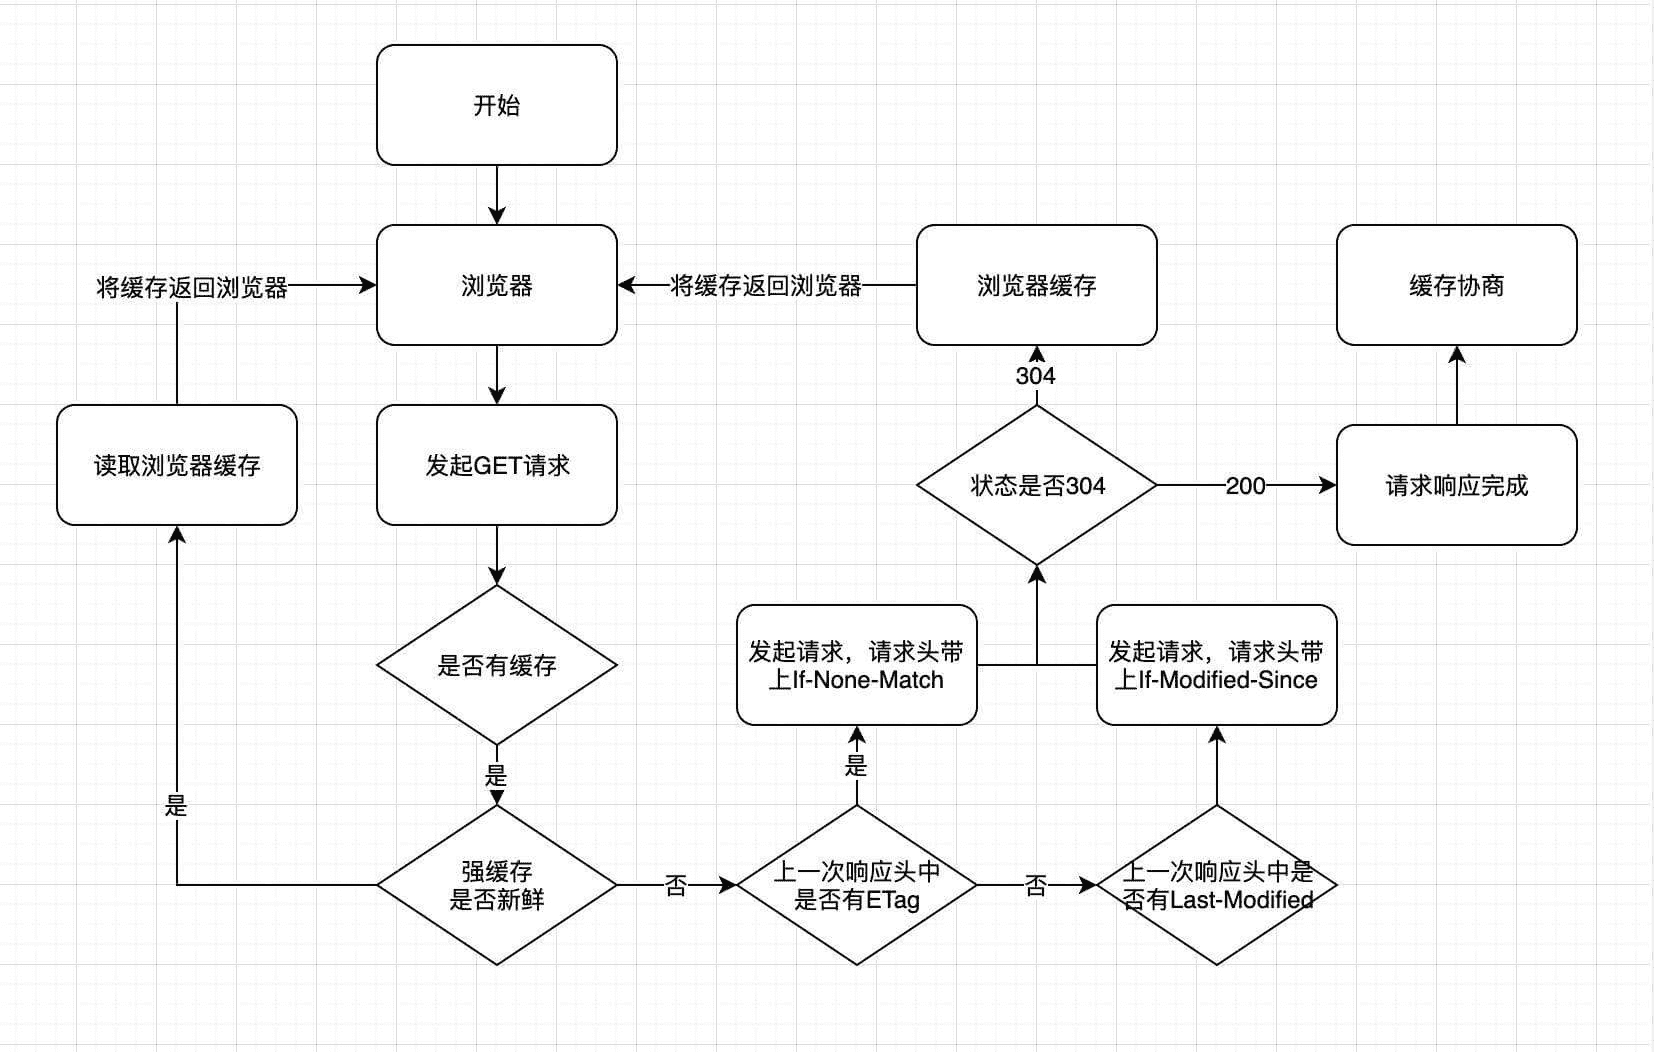 开始
将缓存返回浏览器
浏览器
将缓存返回浏览器
浏览器缓存
缓存协商
304
读取浏览器缓存
发起GET请求
状态是否304
200
请求响应完成
是否有缓存
发起请求，请求头带
上If-None-Match
发起请求，请求头带
上If-Modified-Since
是
是
是
强缓存
是否新鲜
否
上一次响应头中
是否有ETag
否
上一次响应头中是
否有Last-Modified